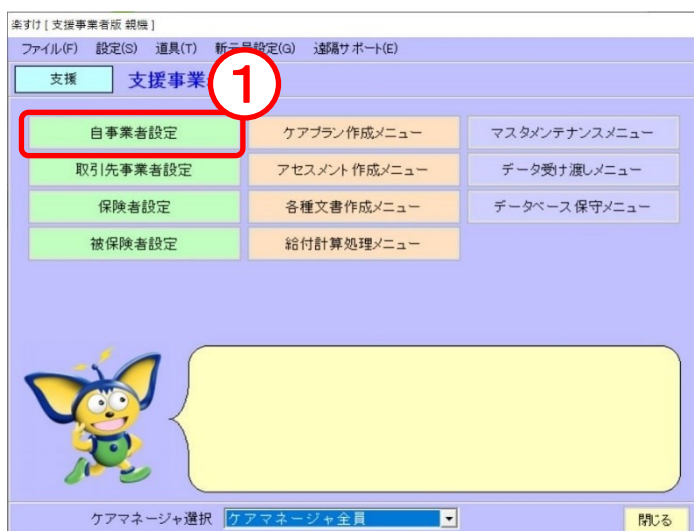 楽すけ [ 支援事業者版 親機 ]
ファイル(F) 設定(S) 道具(T) 新元号設定(G) 遠隔サポート(E)
支援 支援事業
1
自事業者設定 ケアプラン作成メニュー マスタメンテナンスメニュー
取引先事業者設定 アセスメント作成メニュー データ受け渡しメニュー
保険者設定 各種文書作成メニュー データベース保守メニュー
被保険者設定 給付計算処理メニュー
ケアマネージャ選択 ケアマネージャ全員 閉じる